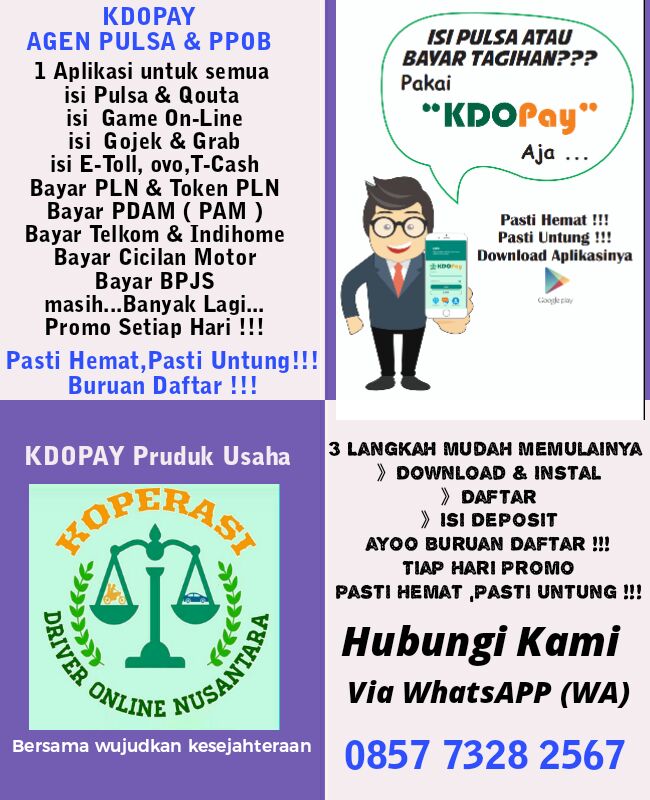 KDOPAY
AGEN PULSA & PPOB
1 Aplikasi untuk semua
isi Pulsa & Qouta
isi Game On-Line
isi Gojek & Grab
isi E-Toll, ovo,T-Cash
Bayar PLN & Token PLN
Bayar PDAM ( PAM )
Bayar Telkom & Indihome
Bayar Cicilan Motor
Bayar BPJS
masih...Banyak Lagi...
Promo Setiap Hari !!!
Pasti Hemat,Pasti Untung!!!
Buruan Daftar !!!
ISI PULSA ATAU
BAYAR TAGIHAN???
Pakai
“KDOPay”
Aja ...
Pasti Hemat !!!
Pasti Untung !!!
Download Aplikasinya
Google play
KDOPay
KDOPAY Pruduk Usaha
KOPERASI
DRIVER ONLINE NUSANTARA
Bersama wujudkan kesejahteraan
3 LANGKAH MUDAH MEMULAINYA
》DOWNLOAD & INSTAL
》DAFTAR
》ISI DEPOSIT
AYOO BURUAN DAFTAR !!!
TIAP HARI PROMO
PASTI HEMAT ,PASTI UNTUNG !!!
Hubungi Kami
Via WhatsAPP (WA)
0857 7328 2567